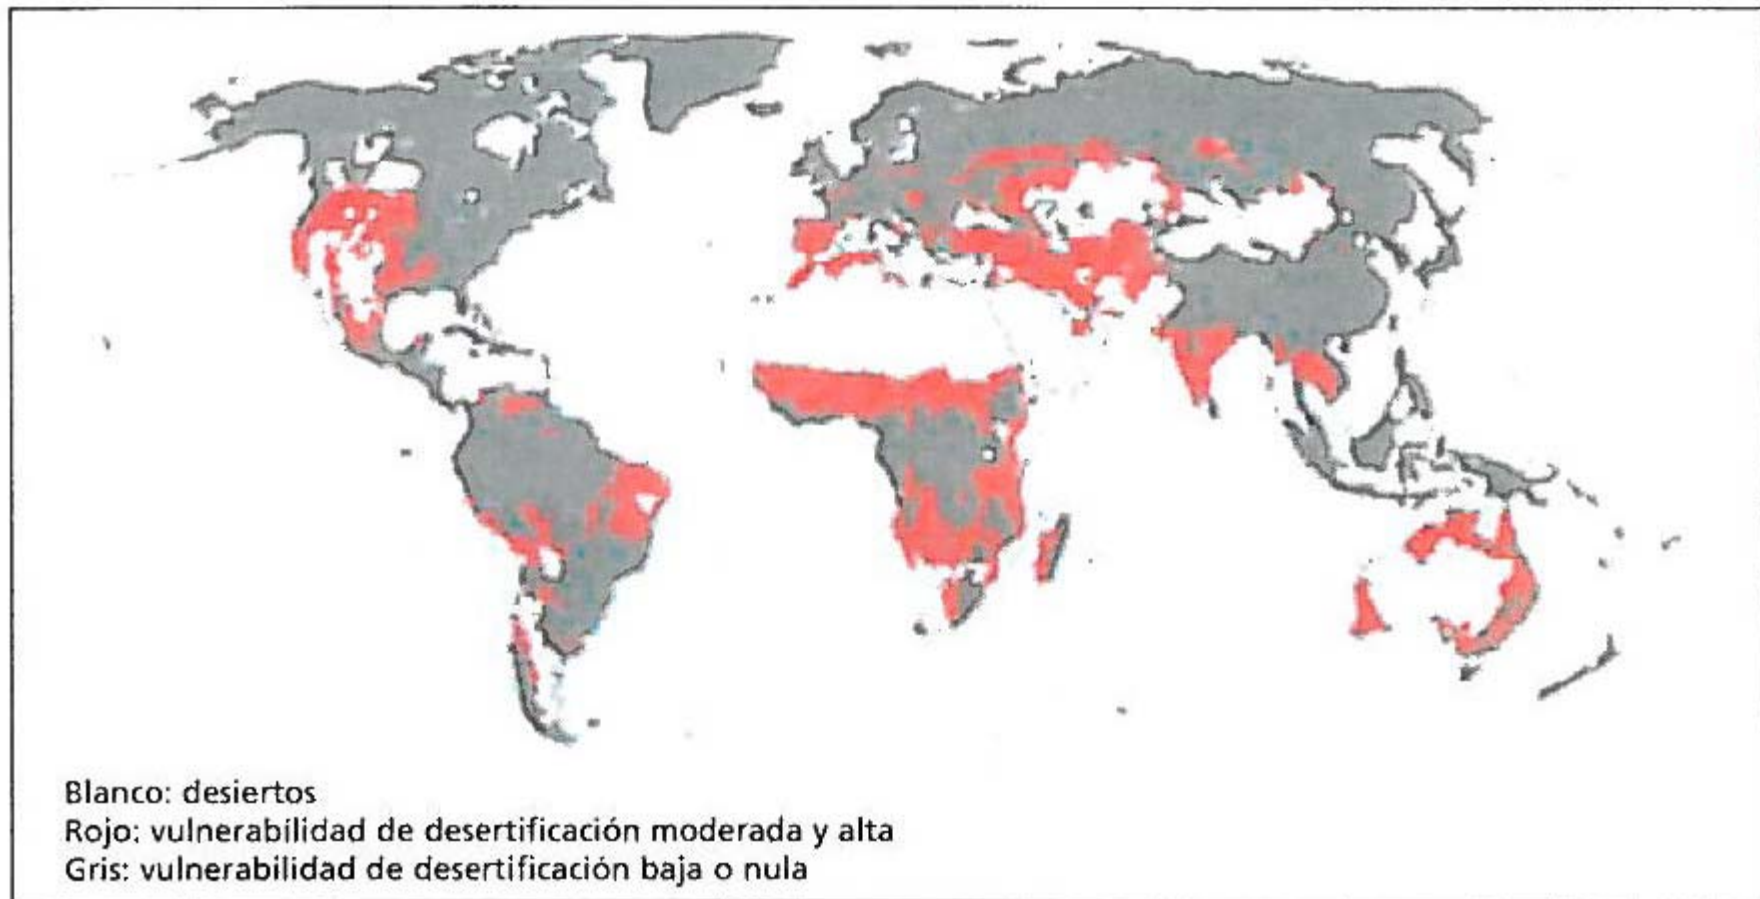 Blanco: desiertos
Rojo: vulnerabilidad de desertificación moderada y alta
Gris: vulnerabilidad de desertificación baja o nula